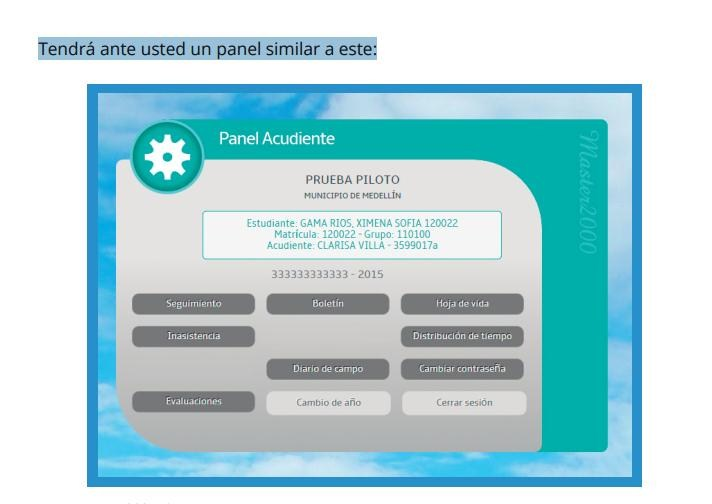 Tendrá ante usted un panel similar a este:
Panel Acudiente
Master2000
PRUEBA PILOTO
MUNICIPIO DE MEDELLÍN
Estudiante: GAMA RIOS, XIMENA SOFIA 120022
Matrícula: 120022 - Grupo: 110100
Acudiente: CLARISA VILLA - 3599017a
333333333333 - 2015
Seguimiento
Boletín
Hoja de vida
Inasistencia
Distribución de tiempo
Diario de campo
Cambiar contraseña
Evaluaciones
Cambio de año
Cerrar sesión